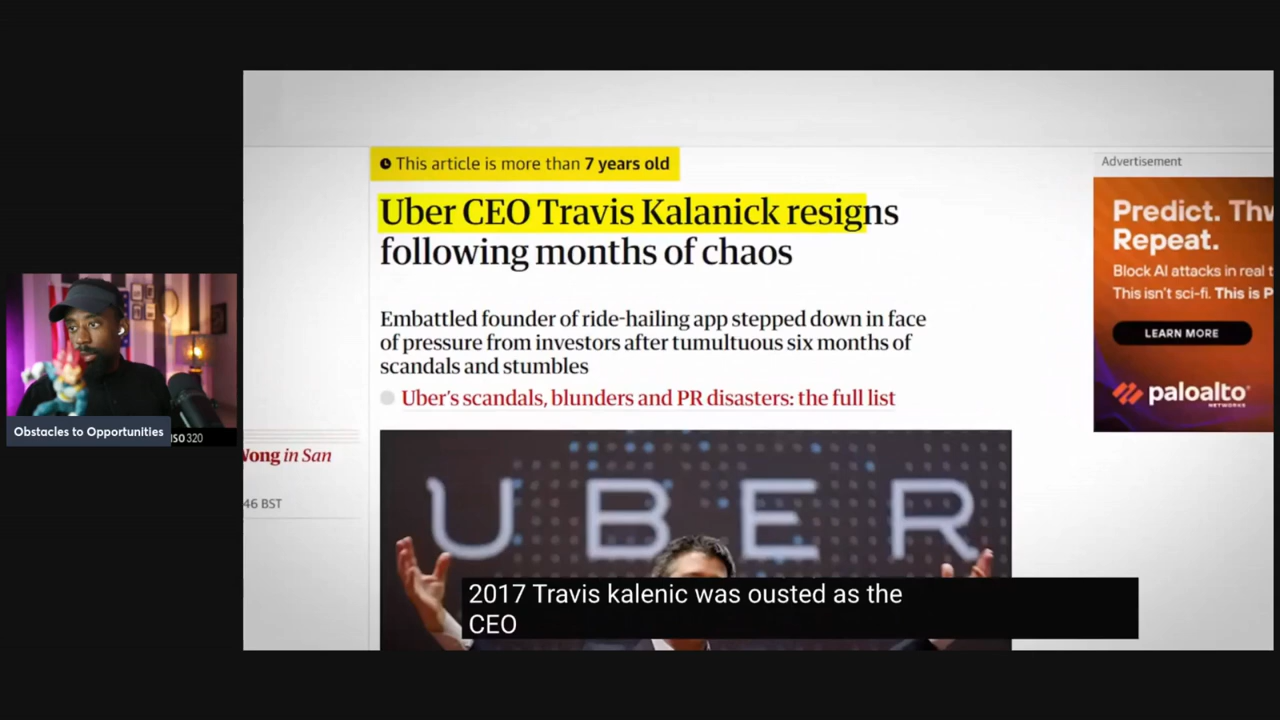 This article is more than 7 years old
Uber CEO Travis Kalanick resigns
following months of chaos
Embattled founder of ride-hailing app stepped down in face
of pressure from investors after tumultuous six months of
scandals and stumbles
Uber's scandals, blunders and PR disasters: the full list
Advertisement
Predict. Thw
Repeat.
Block AI attacks in real t
This isn't sci-fi. This is P
LEARN MORE
paloalto
NETWORKS
Obstacles to Opportunities
ISO 320
Wong in San
46 BST
UBER
2017 Travis kalenic was ousted as the
CEO